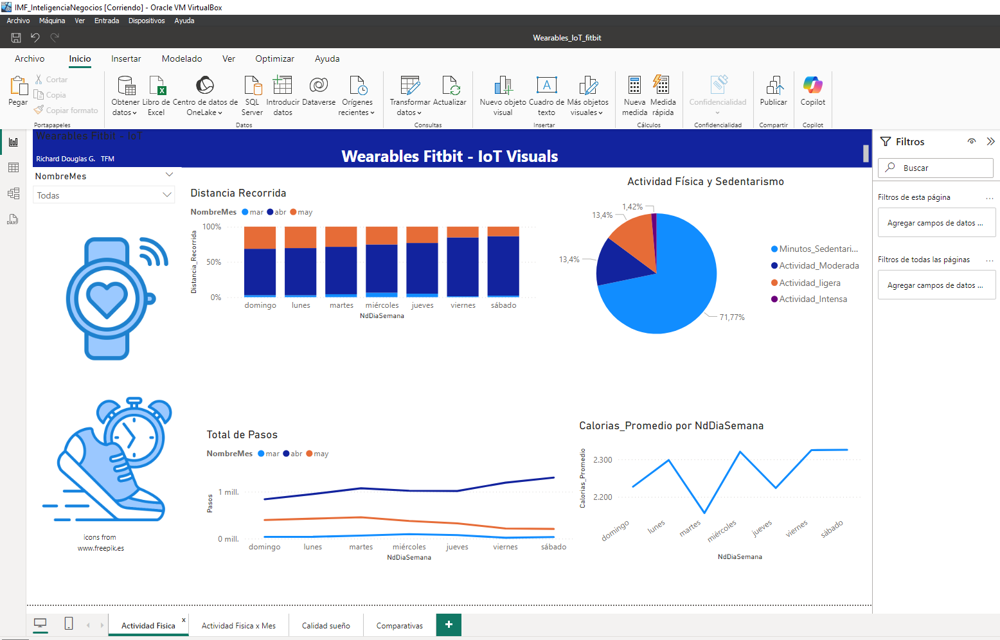 IMF_InteligenciaNegocios [Corriendo] - Oracle VM VirtualBox
Archivo Máquina Ver Entrada Dispositivos Ayuda
Wearables_IoT_fitbit
Archivo Inicio Insertar Modelado Ver Optimizar Ayuda
Pegar
Cortar
Copia
Copiar formato
Portapapeles
Obtener datos
Libro de Excel
Centro de datos de OneLake
SQL Server
Introducir datos
Dataverse
Orígenes recientes
Datos
Transformar datos
Actualizar
Consultas
Nuevo objeto visual
Cuadro de texto
Más objetos visuales
Insertar
Nueva medida
Medida rápida
Cálculos
Confidencialidad
Confidencialidad
Publicar
Compartir
Copilot
Copilot
DAX
Wearables Fitbit - IoT
Richard Douglas G. TFM
Wearables Fitbit - IoT Visuals
NombreMes
Todas
icons from
www.freepik.es
Distancia Recorrida
NombreMes mar abr may
Distancia_Recorrida
100%
50%
0%
domingo lunes martes miércoles jueves viernes sábado
NdDiaSemana
Actividad Física y Sedentarismo
1,42%
13,4%
13,4%
71,77%
Minutos_Sedentari...
Actividad_Moderada
Actividad_ligera
Actividad_Intensa
Total de Pasos
NombreMes mar abr may
Pasos
1 mill.
0 mill.
domingo lunes martes miércoles jueves viernes sábado
NdDiaSemana
Calorias_Promedio por NdDiaSemana
Calorias_Promedio
2.300
2.200
domingo lunes martes miércoles jueves viernes sábado
NdDiaSemana
Filtros
Buscar
Filtros de esta página ...
Agregar campos de datos ...
Filtros de todas las páginas ...
Agregar campos de datos ...
Actividad Fisica x
Actividad Fisica x Mes
Calidad sueño
Comparativas
+